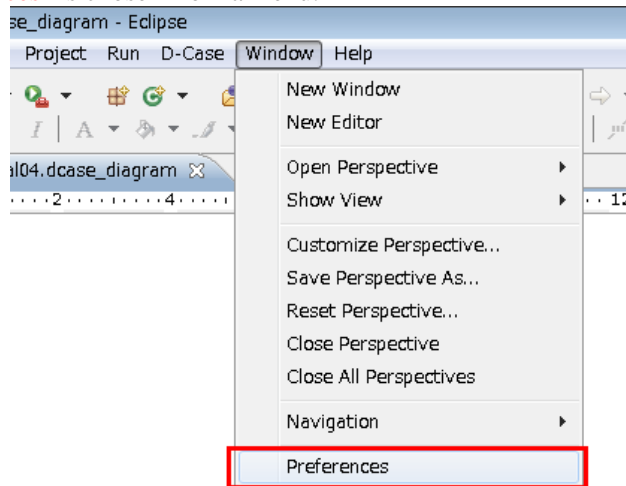 se_diagram - Eclipse
Project Run D-Case Window Help
New Window
New Editor
I A
al04.dcase_diagram
2 4 12
Open Perspective
Show View
Customize Perspective...
Save Perspective As...
Reset Perspective...
Close Perspective
Close All Perspectives
Navigation
Preferences